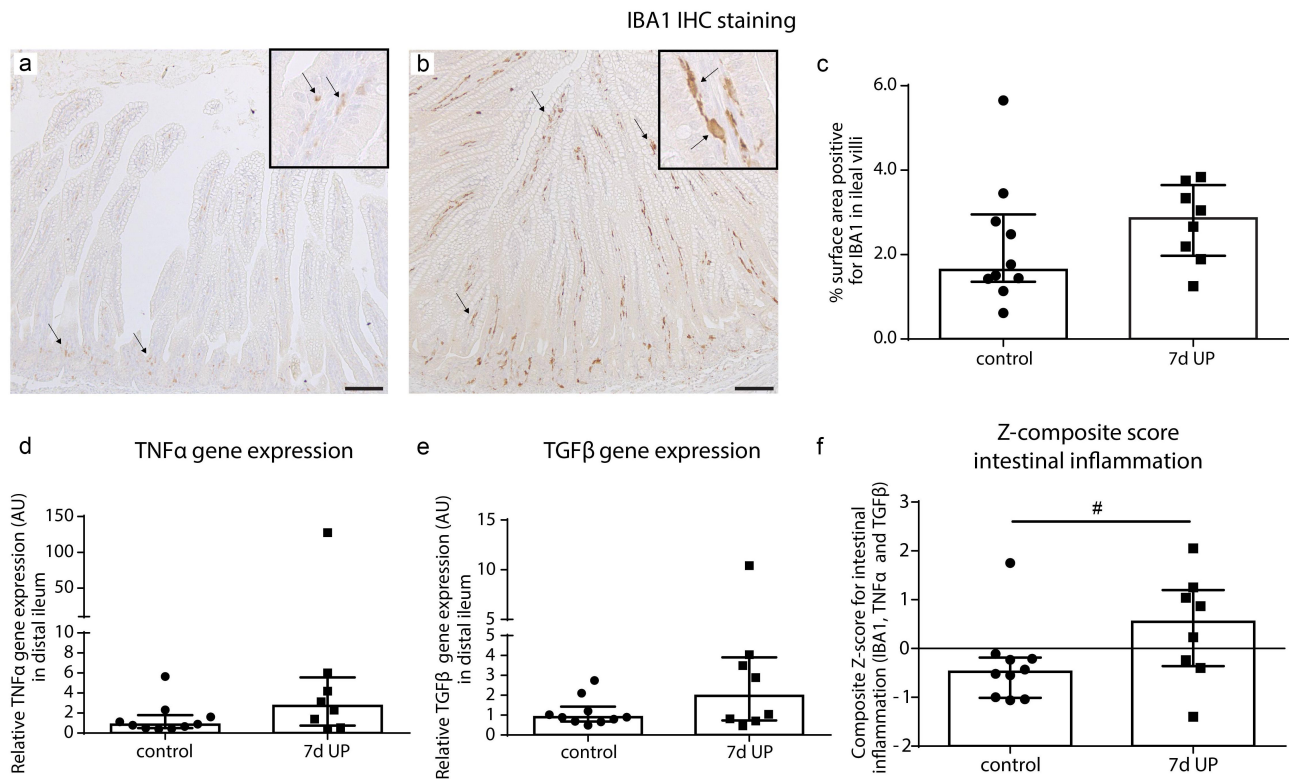 IBA1 IHC staining
a
b
c
% surface area positive
for IBA1 in ileal villi
6.0
4.0
2.0
0.0
control
7d UP
d
TNFα gene expression
Relative TNFα gene expression (AU)
in distal ileum
150
100
50
10
8
6
4
2
0
control
7d UP
e
TGFβ gene expression
Relative TGFβ gene expression (AU)
in distal ileum
15
10
5
5
4
3
2
1
0
control
7d UP
f
Z-composite score
intestinal inflammation
Composite Z-score for intestinal
inflammation (IBA1, TNFα and TGFβ)
3
2
1
0
-1
-2
#
control
7d UP